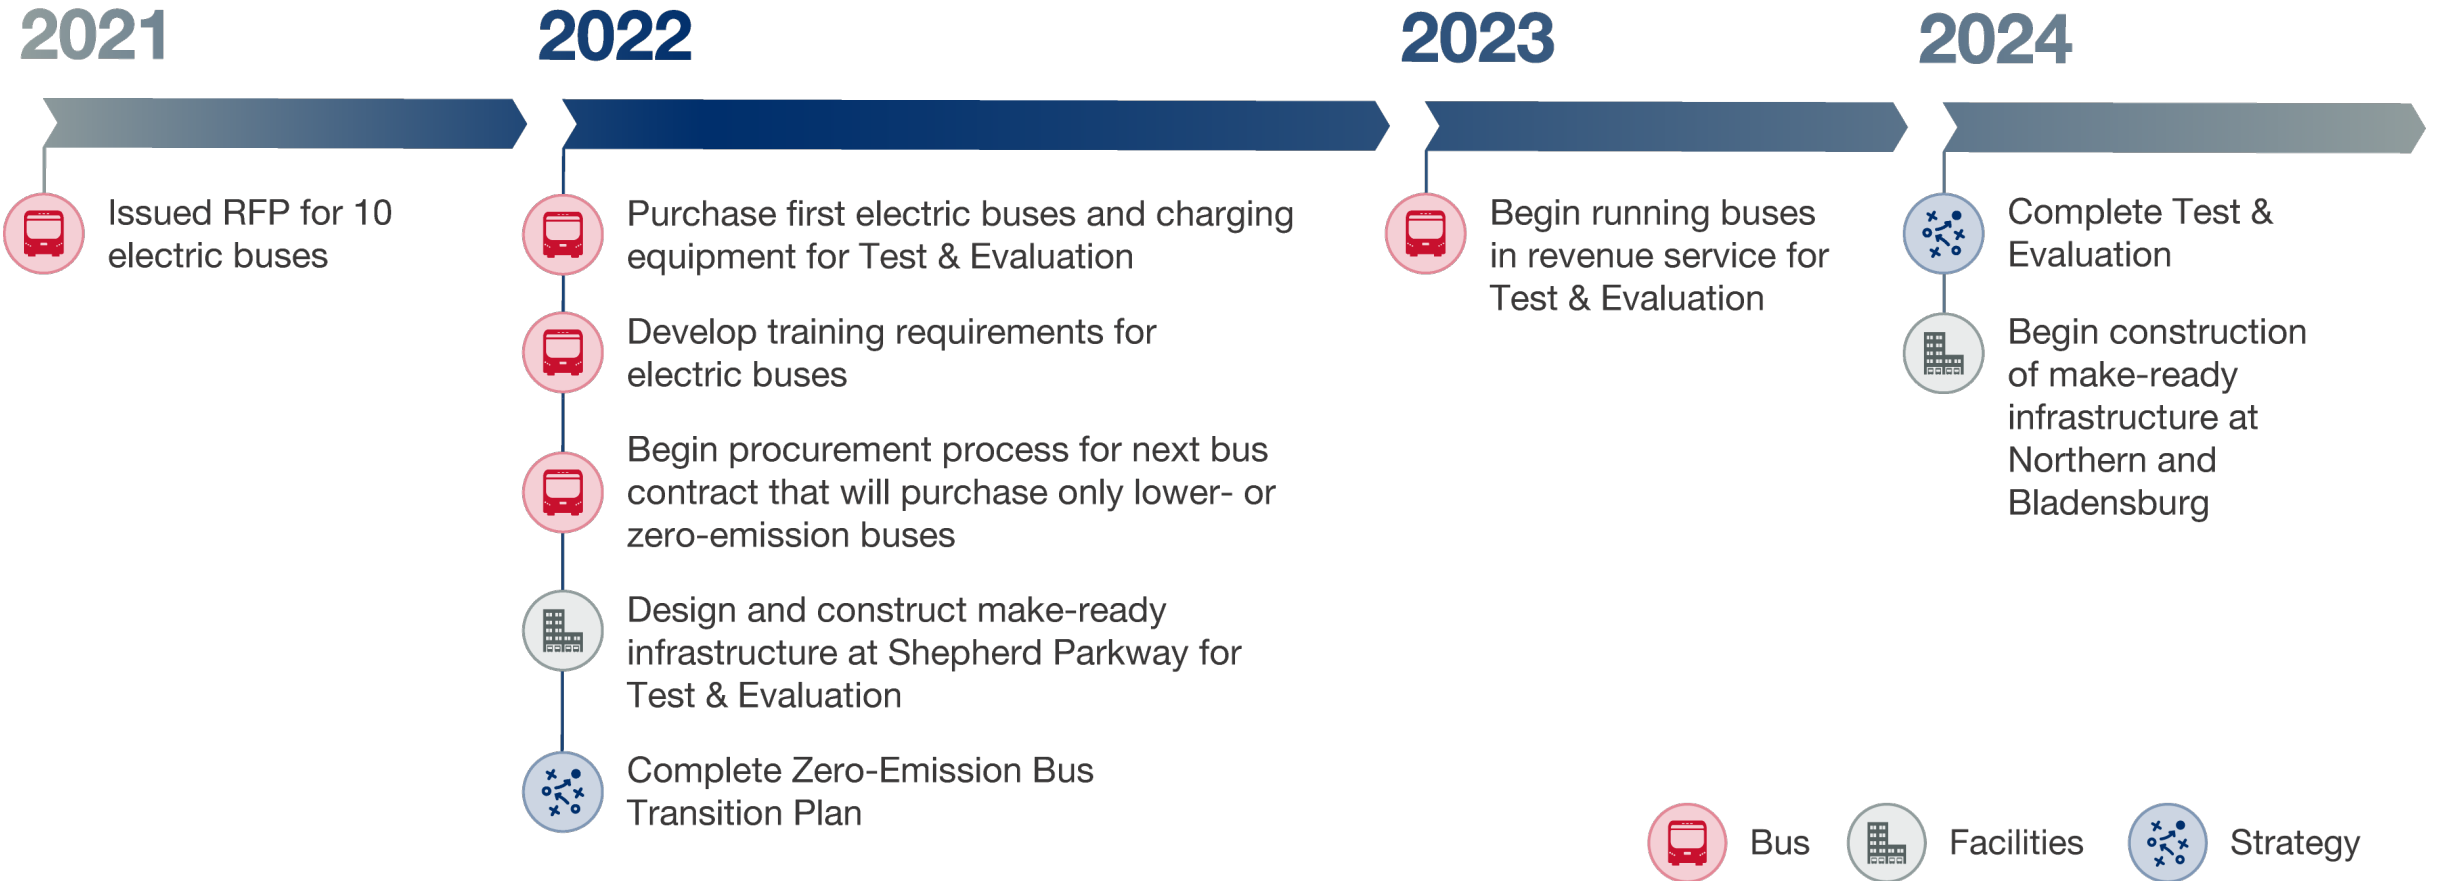 2021
Issued RFP for 10
electric buses
2022
Purchase first electric buses and charging
equipment for Test & Evaluation
Develop training requirements for
electric buses
Begin procurement process for next bus
contract that will purchase only lower- or
zero-emission buses
Design and construct make-ready
infrastructure at Shepherd Parkway for
Test & Evaluation
Complete Zero-Emission Bus
Transition Plan
2023
Begin running buses
in revenue service for
Test & Evaluation
2024
Complete Test &
Evaluation
Begin construction
of make-ready
infrastructure at
Northern and
Bladensburg
Bus
Facilities
Strategy